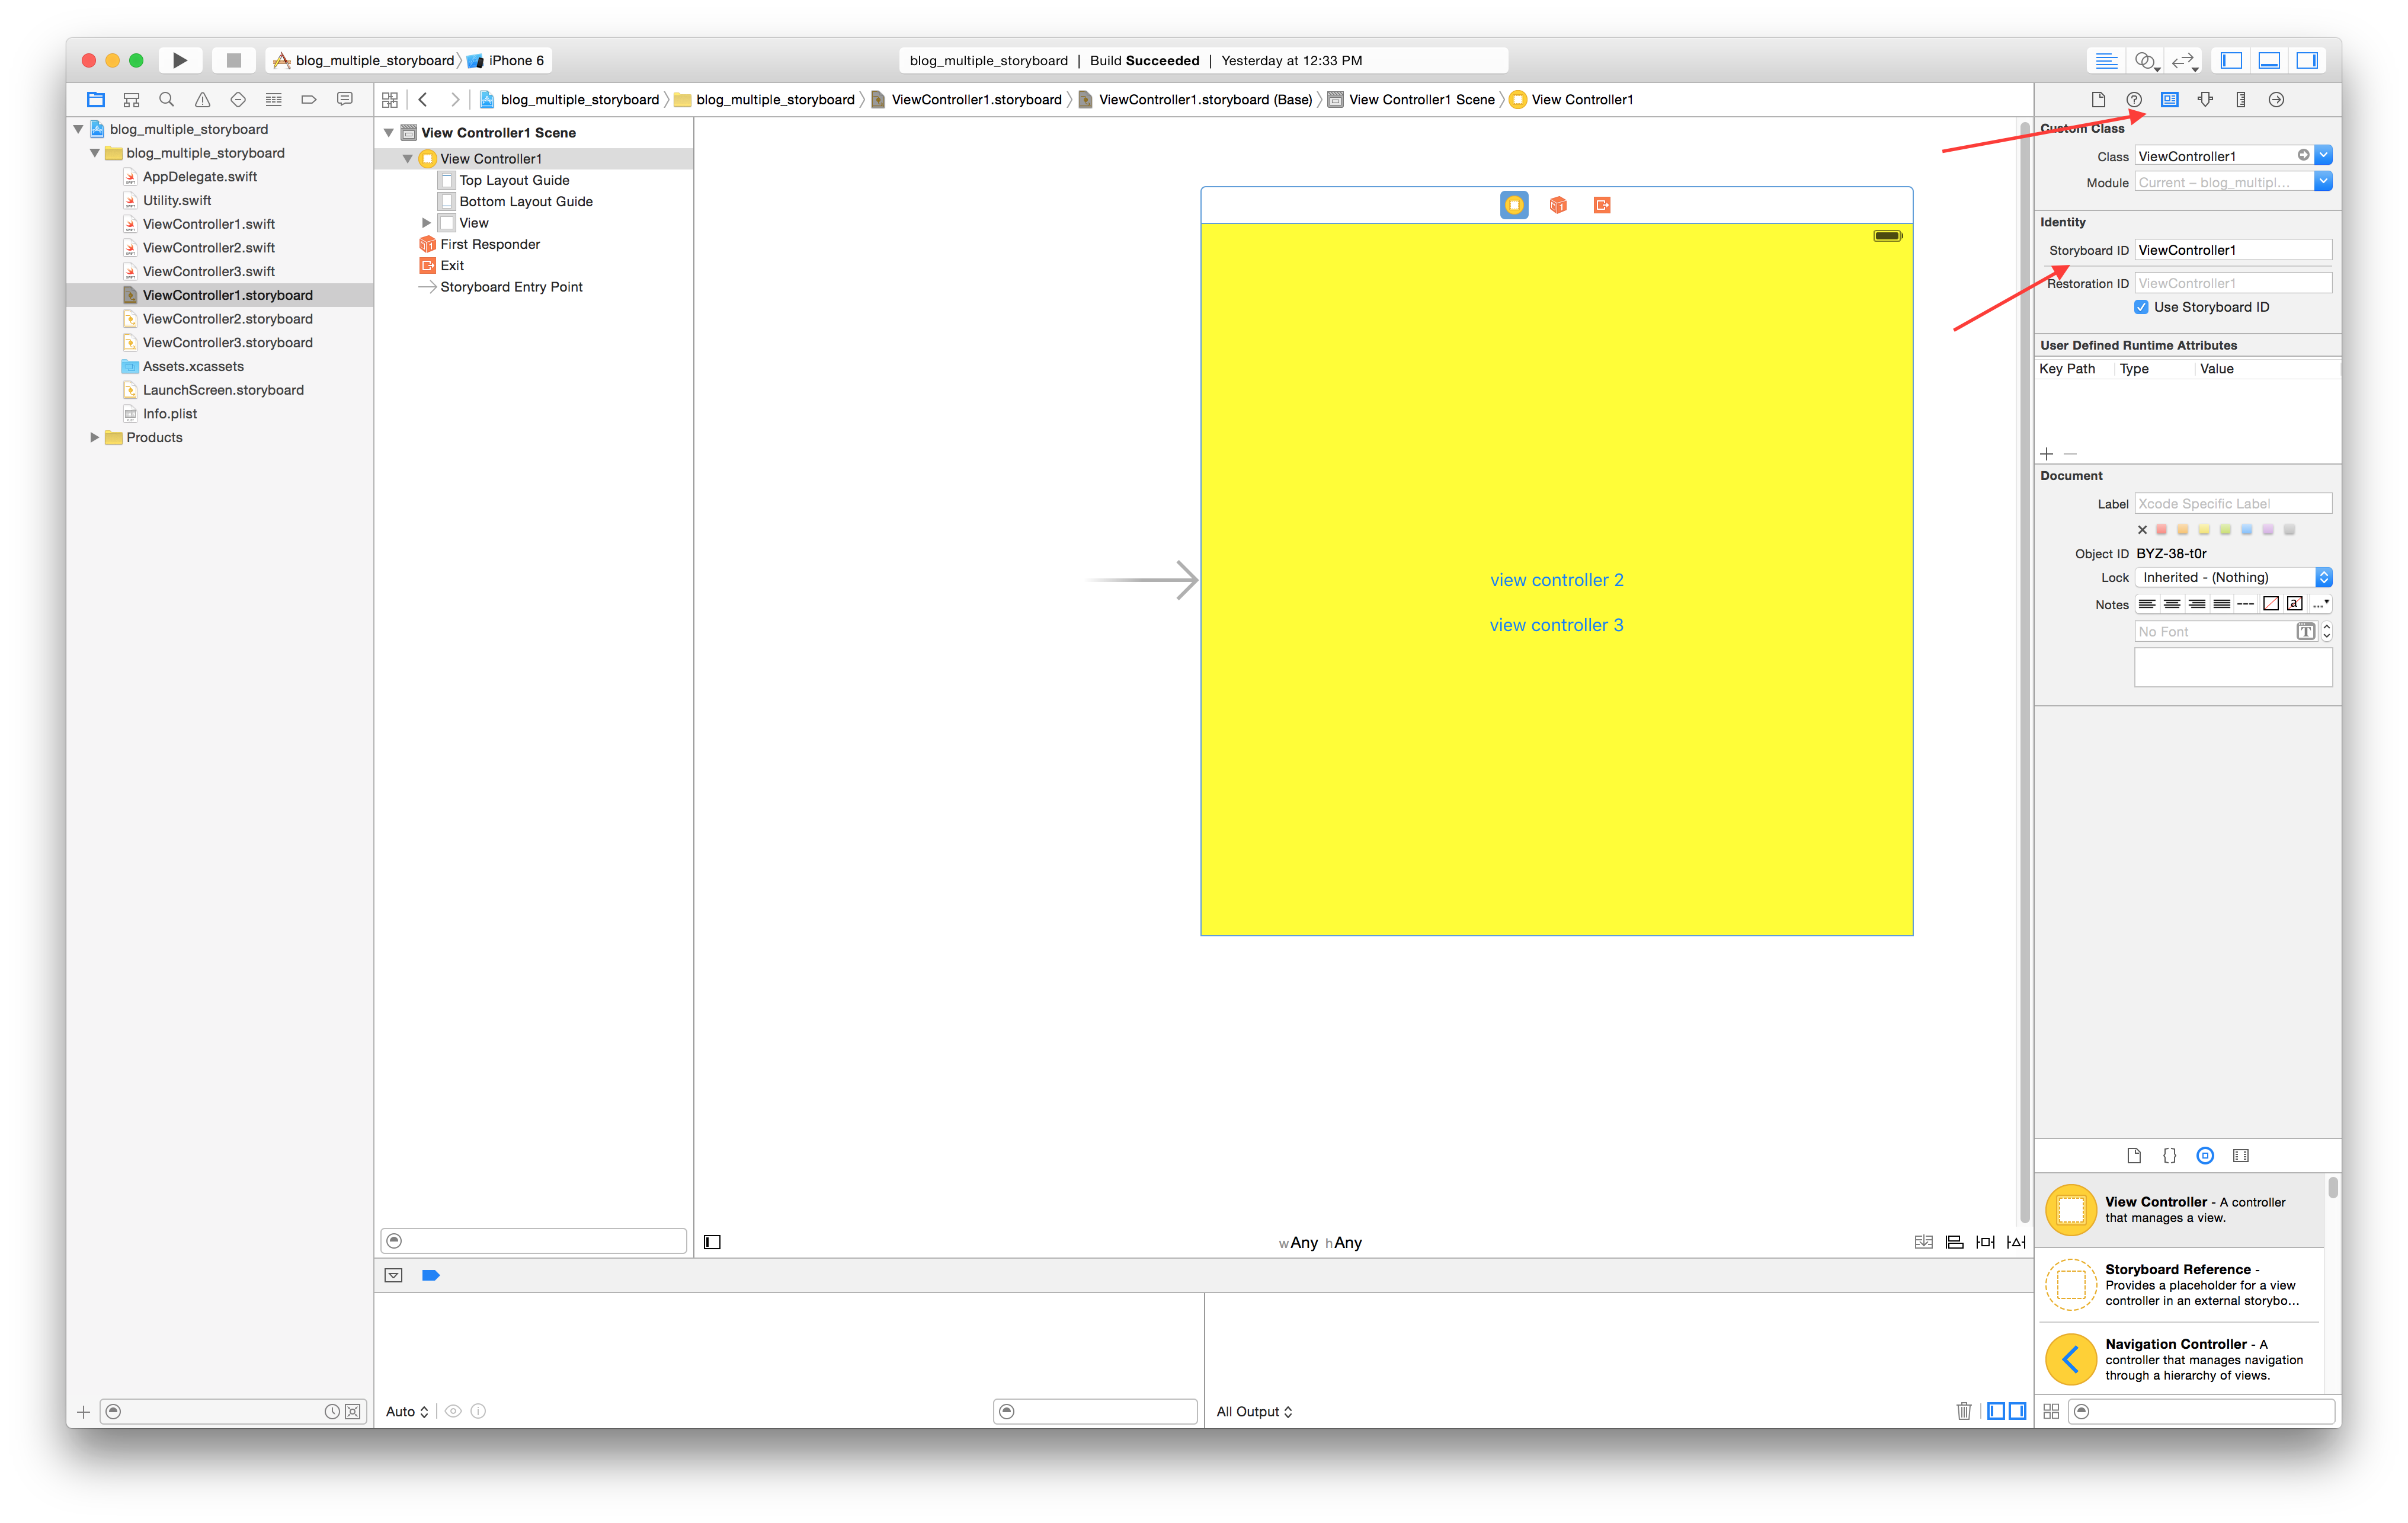 blog_multiple_storyboard iPhone 6
blog_multiple_storyboard | Build Succeeded | Yesterday at 12:33 PM
blog_multiple_storyboard blog_multiple_storyboard ViewController1.storyboard ViewController1.storyboard (Base) View Controller1 Scene View Controller1
blog_multiple_storyboard
blog_multiple_storyboard
AppDelegate.swift
Utility.swift
ViewController1.swift
ViewController2.swift
ViewController3.swift
ViewController1.storyboard
ViewController2.storyboard
ViewController3.storyboard
Assets.xcassets
LaunchScreen.storyboard
Info.plist
Products
View Controller1 Scene
View Controller1
Top Layout Guide
Bottom Layout Guide
View
First Responder
Exit
Storyboard Entry Point
view controller 2
view controller 3
wAny hAny
Auto
All Output
Custom Class
Class ViewController1
Module Current – blog_multipl...
Identity
Storyboard ID ViewController1
Restoration ID ViewController1
Use Storyboard ID
User Defined Runtime Attributes
Key Path Type Value
Document
Label Xcode Specific Label
Object ID BYZ-38-t0r
Lock Inherited - (Nothing)
Notes
No Font
View Controller - A controller
that manages a view.
Storyboard Reference -
Provides a placeholder for a view
controller in an external storybo...
Navigation Controller - A
controller that manages navigation
through a hierarchy of views.